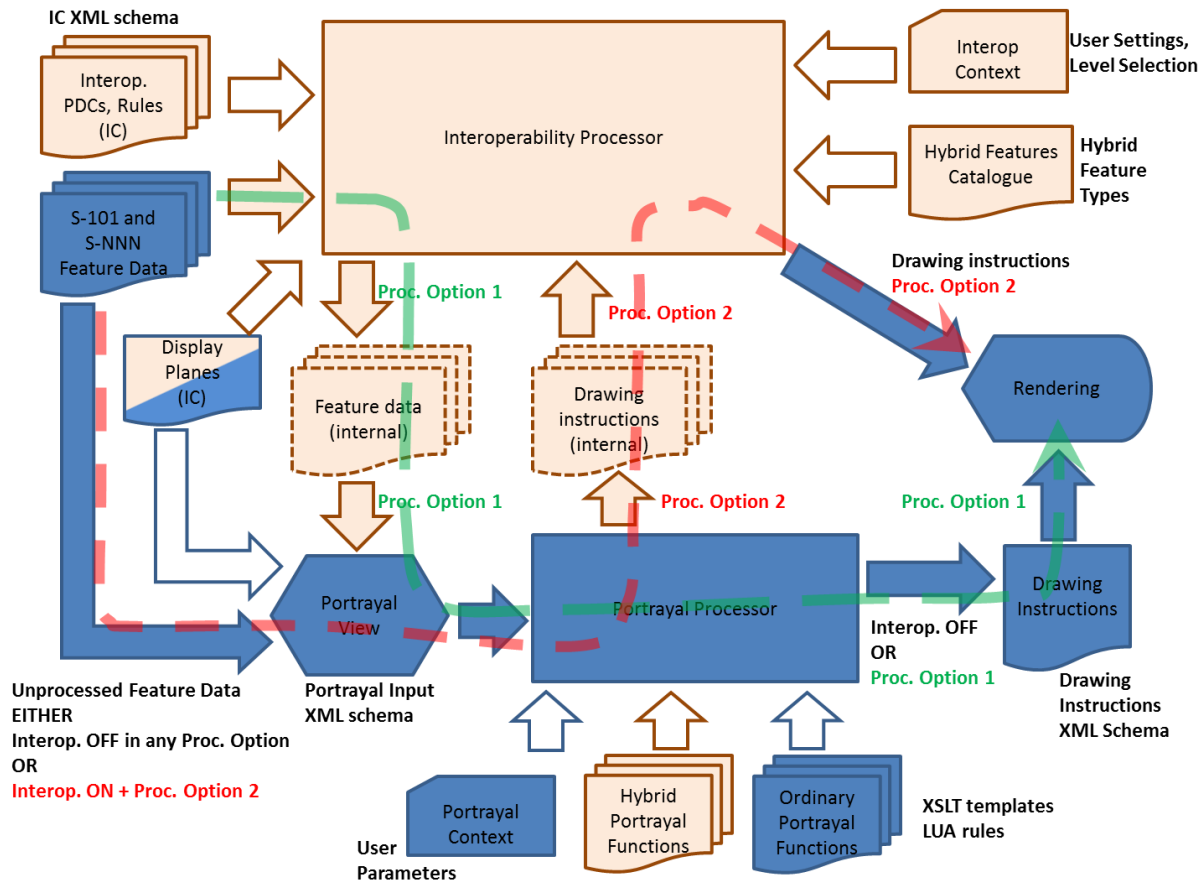 IC XML schema
Interop.
PDCs, Rules
(IC)
Interoperability Processor
Interop
Context
User Settings,
Level Selection
Hybrid Features
Catalogue
Hybrid
Feature
Types
S-101 and
S-NNN
Feature Data
Display
Planes
(IC)
Proc. Option 1
Proc. Option 2
Drawing instructions
Proc. Option 2
Feature data
(internal)
Drawing
instructions
(internal)
Rendering
Proc. Option 1
Proc. Option 2
Proc. Option 1
Portrayal
View
Portrayal Processor
Drawing
Instructions
Interop. OFF
OR
Proc. Option 1
Unprocessed Feature Data
EITHER
Interop. OFF in any Proc. Option
OR
Interop. ON + Proc. Option 2
Portrayal Input
XML schema
Drawing
Instructions
XML Schema
Portrayal
Context
User
Parameters
Hybrid
Portrayal
Functions
Ordinary
Portrayal
Functions
XSLT templates
LUA rules